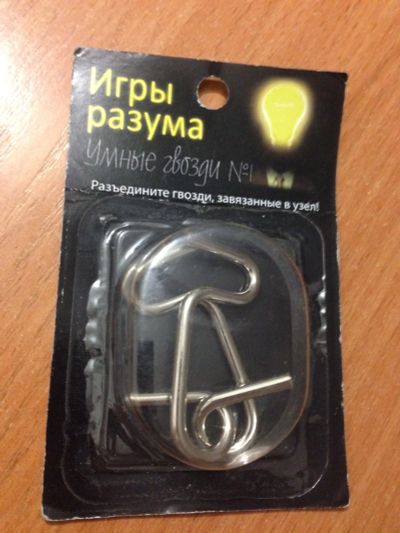 Игры
разума
Умные гвозди №1
Разъедините гвозди, завязанные в узел!